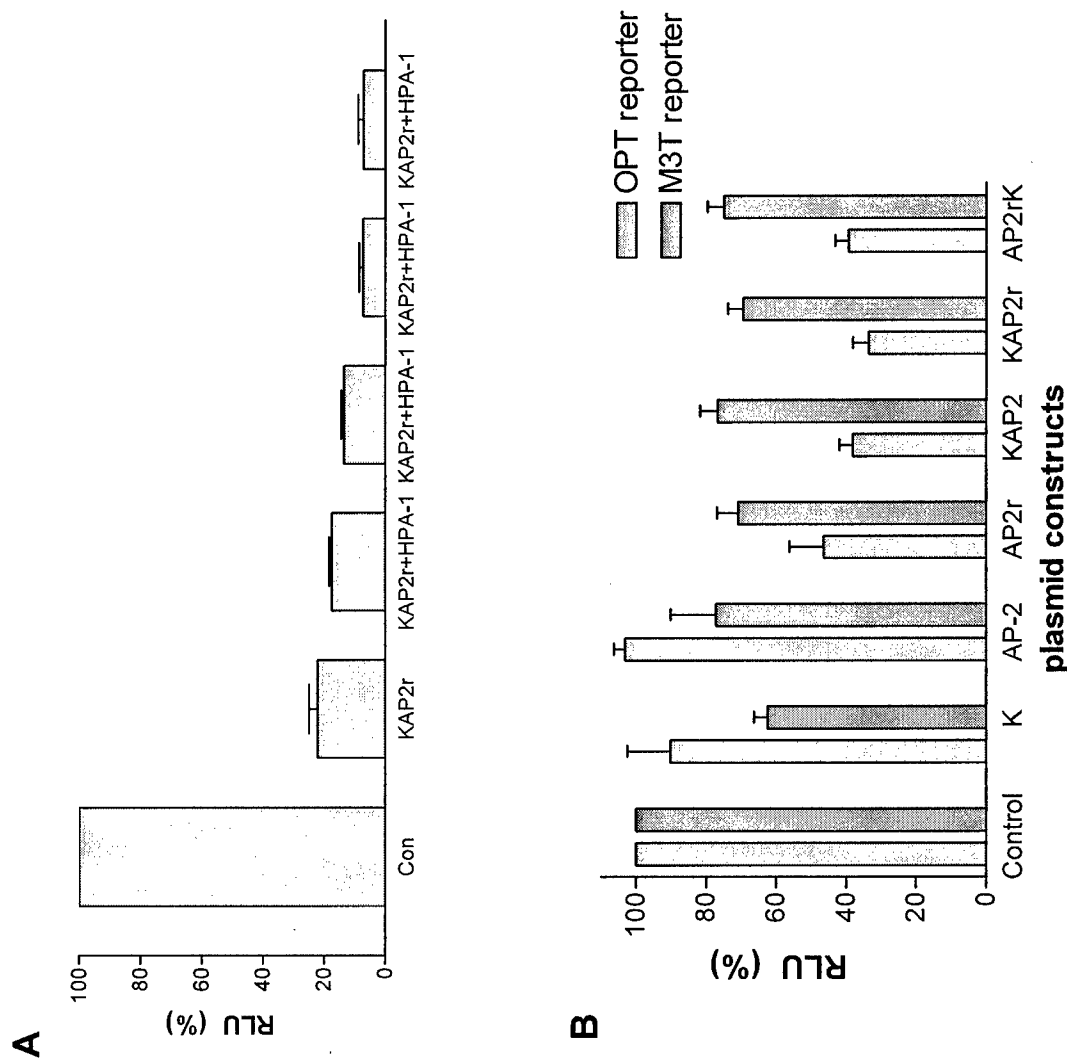 A
RLU (%)
100
80
60
40
20
0
Con
KAP2r
KAP2r+HPA-1
KAP2r+HPA-1
KAP2r+HPA-1
KAP2r+HPA-1
B
RLU (%)
100
80
60
40
20
0
OPT reporter
M3T reporter
Control
K
AP-2
AP2r
KAP2
KAP2r
AP2rK
plasmid constructs